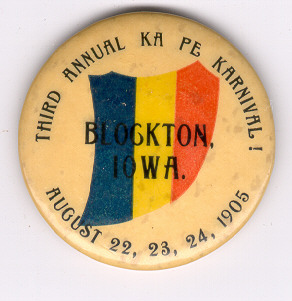 THIRD ANNUAL KA PE KARNIVAL!
BLOCKTON,
IOWA.
AUGUST 22, 23, 24, 1905